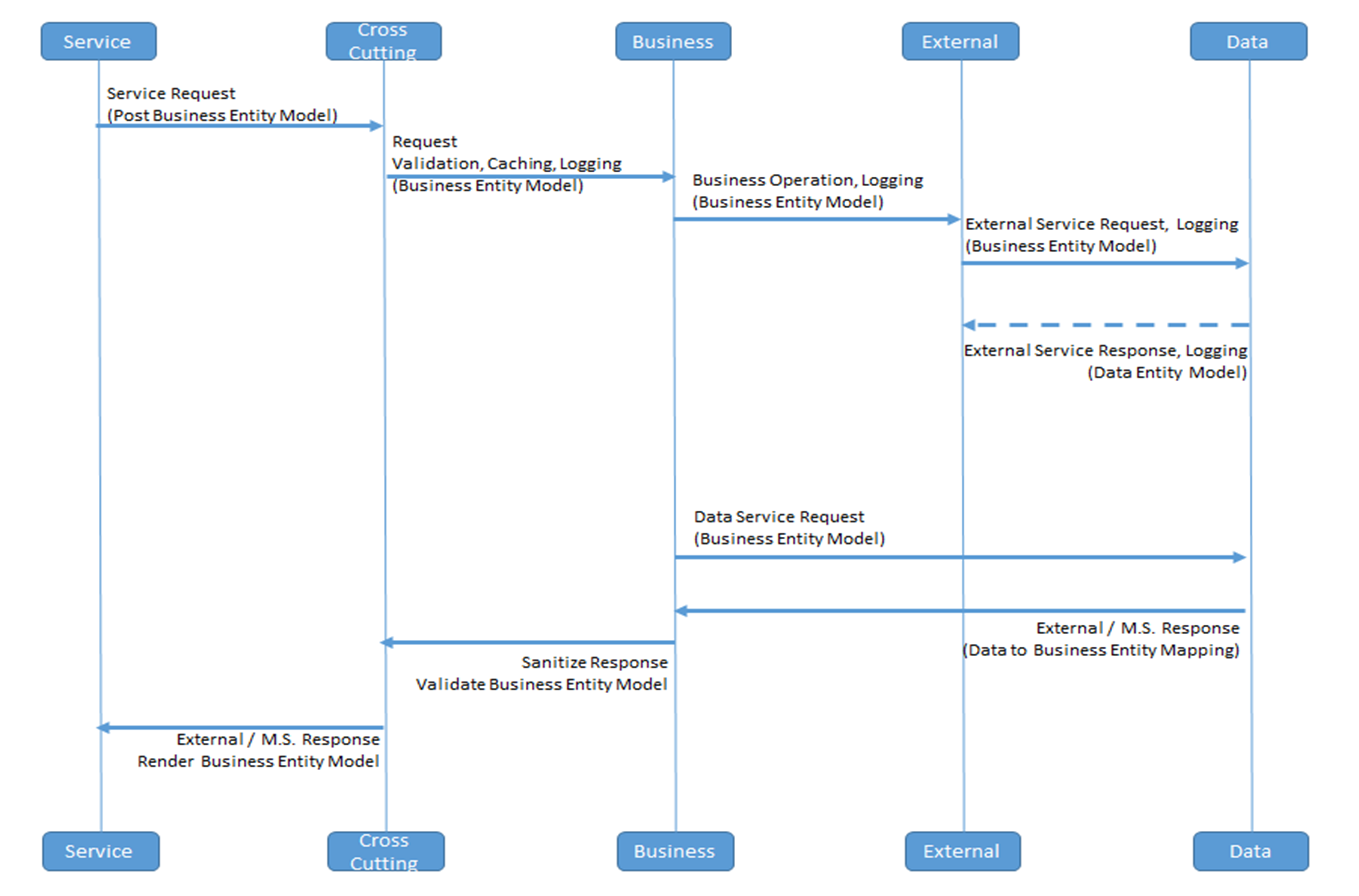 Service
Cross
Cutting
Business
External
Data
Service Request
(Post Business Entity Model)
Request
Validation, Caching, Logging
(Business Entity Model)
Business Operation, Logging
(Business Entity Model)
External Service Request, Logging
(Business Entity Model)
External Service Response, Logging
(Data Entity Model)
Data Service Request
(Business Entity Model)
External / M.S. Response
(Data to Business Entity Mapping)
Sanitize Response
Validate Business Entity Model
External / M.S. Response
Render Business Entity Model
Service
Cross
Cutting
Business
External
Data